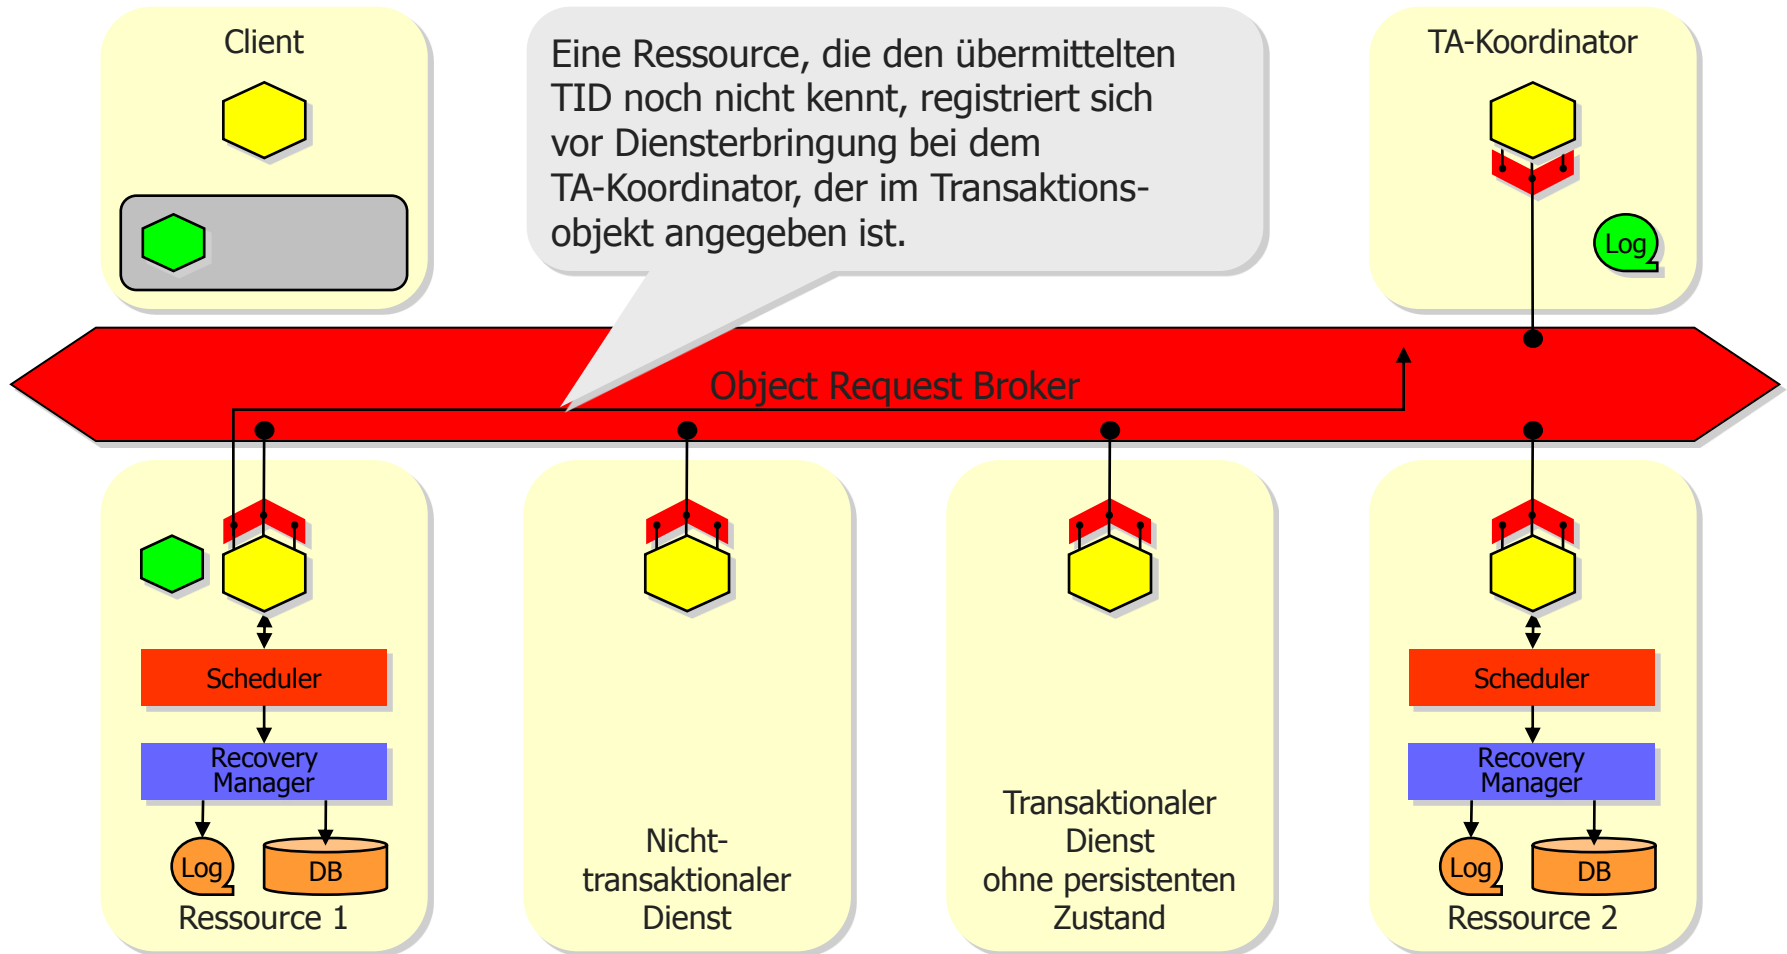 Client
Eine Ressource, die den übermittelten
TID noch nicht kennt, registriert sich
vor Diensterbringung bei dem
TA-Koordinator, der im Transaktions-
objekt angegeben ist.
TA-Koordinator
Log
Object Request Broker
Scheduler
Recovery
Manager
Log
DB
Ressource 1
Nicht-
transaktionaler
Dienst
Transaktionaler
Dienst
ohne persistenten
Zustand
Scheduler
Recovery
Manager
Log
DB
Ressource 2